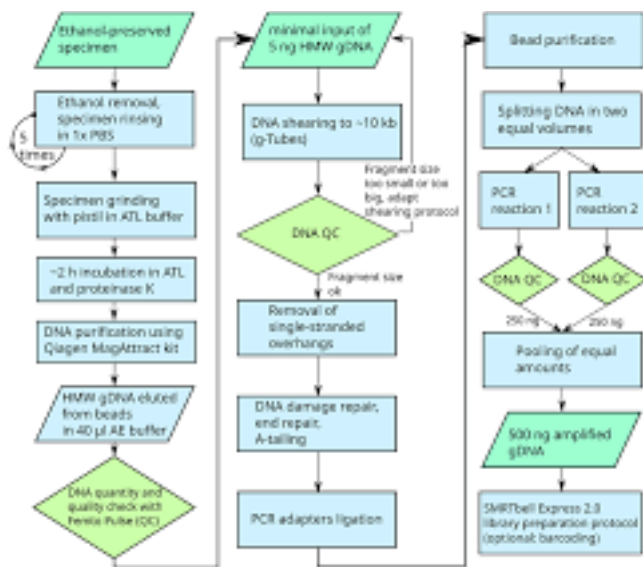 Ethanol-preserved
specimen
Ethanol removal,
specimen rinsing
in 1x PBS
5
times
Specimen grinding
with pistil in ATL buffer
~2 h incubation in ATL
and proteinase K
DNA purification using
Qiagen MagAttract kit
HMW gDNA eluted
from beads
in 40 µl AE buffer
DNA quantity and
quality check with
Femto Pulse (QC)
minimal input of
5 ng HMW gDNA
DNA shearing to ~10 kb
(g-Tubes)
Fragment size
too small or too
big, adapt
shearing protocol
DNA QC
Fragment size
ok
Removal of
single-stranded
overhangs
DNA damage repair,
end repair,
A-tailing
PCR adapters ligation
Bead purification
Splitting DNA in two
equal volumes
PCR
reaction 1
PCR
reaction 2
DNA QC
DNA QC
250 ng
250 ng
Pooling of equal
amounts
500 ng amplified
gDNA
SMRTbell Express 2.0
library preparation protocol
(optional: barcoding)